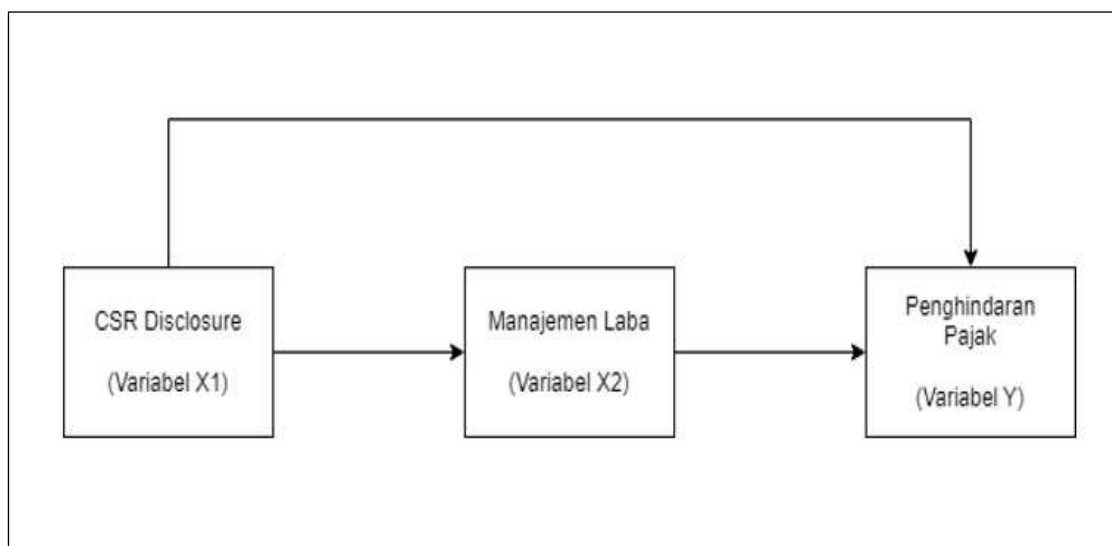 CSR Disclosure
(Variabel X1)
Manajemen Laba
(Variabel X2)
Penghindaran
Pajak
(Variabel Y)